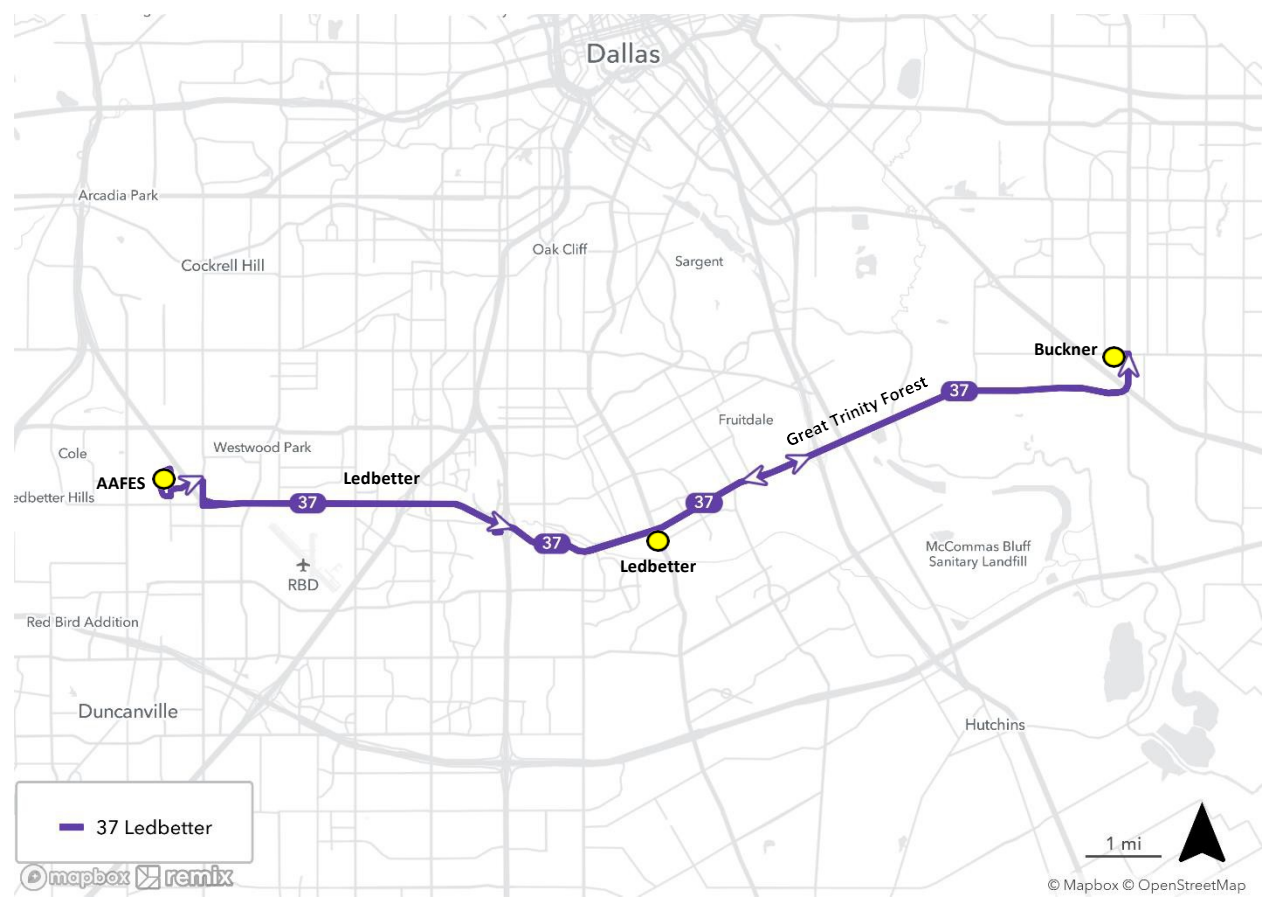 Dallas
Arcadia Park
Oak Cliff
Cockrell Hill
Sargent
Buckner
Great Trinity Forest
37
Fruitdale
Westwood Park
Cole
Ledbetter
AAFES
edbetter Hills
37
37
37
Ledbetter
McCommas Bluff
Sanitary Landfill
RBD
Red Bird Addition
Duncanville
Hutchins
37 Ledbetter
1 mi
mapbox remix
© Mapbox © OpenStreetMap